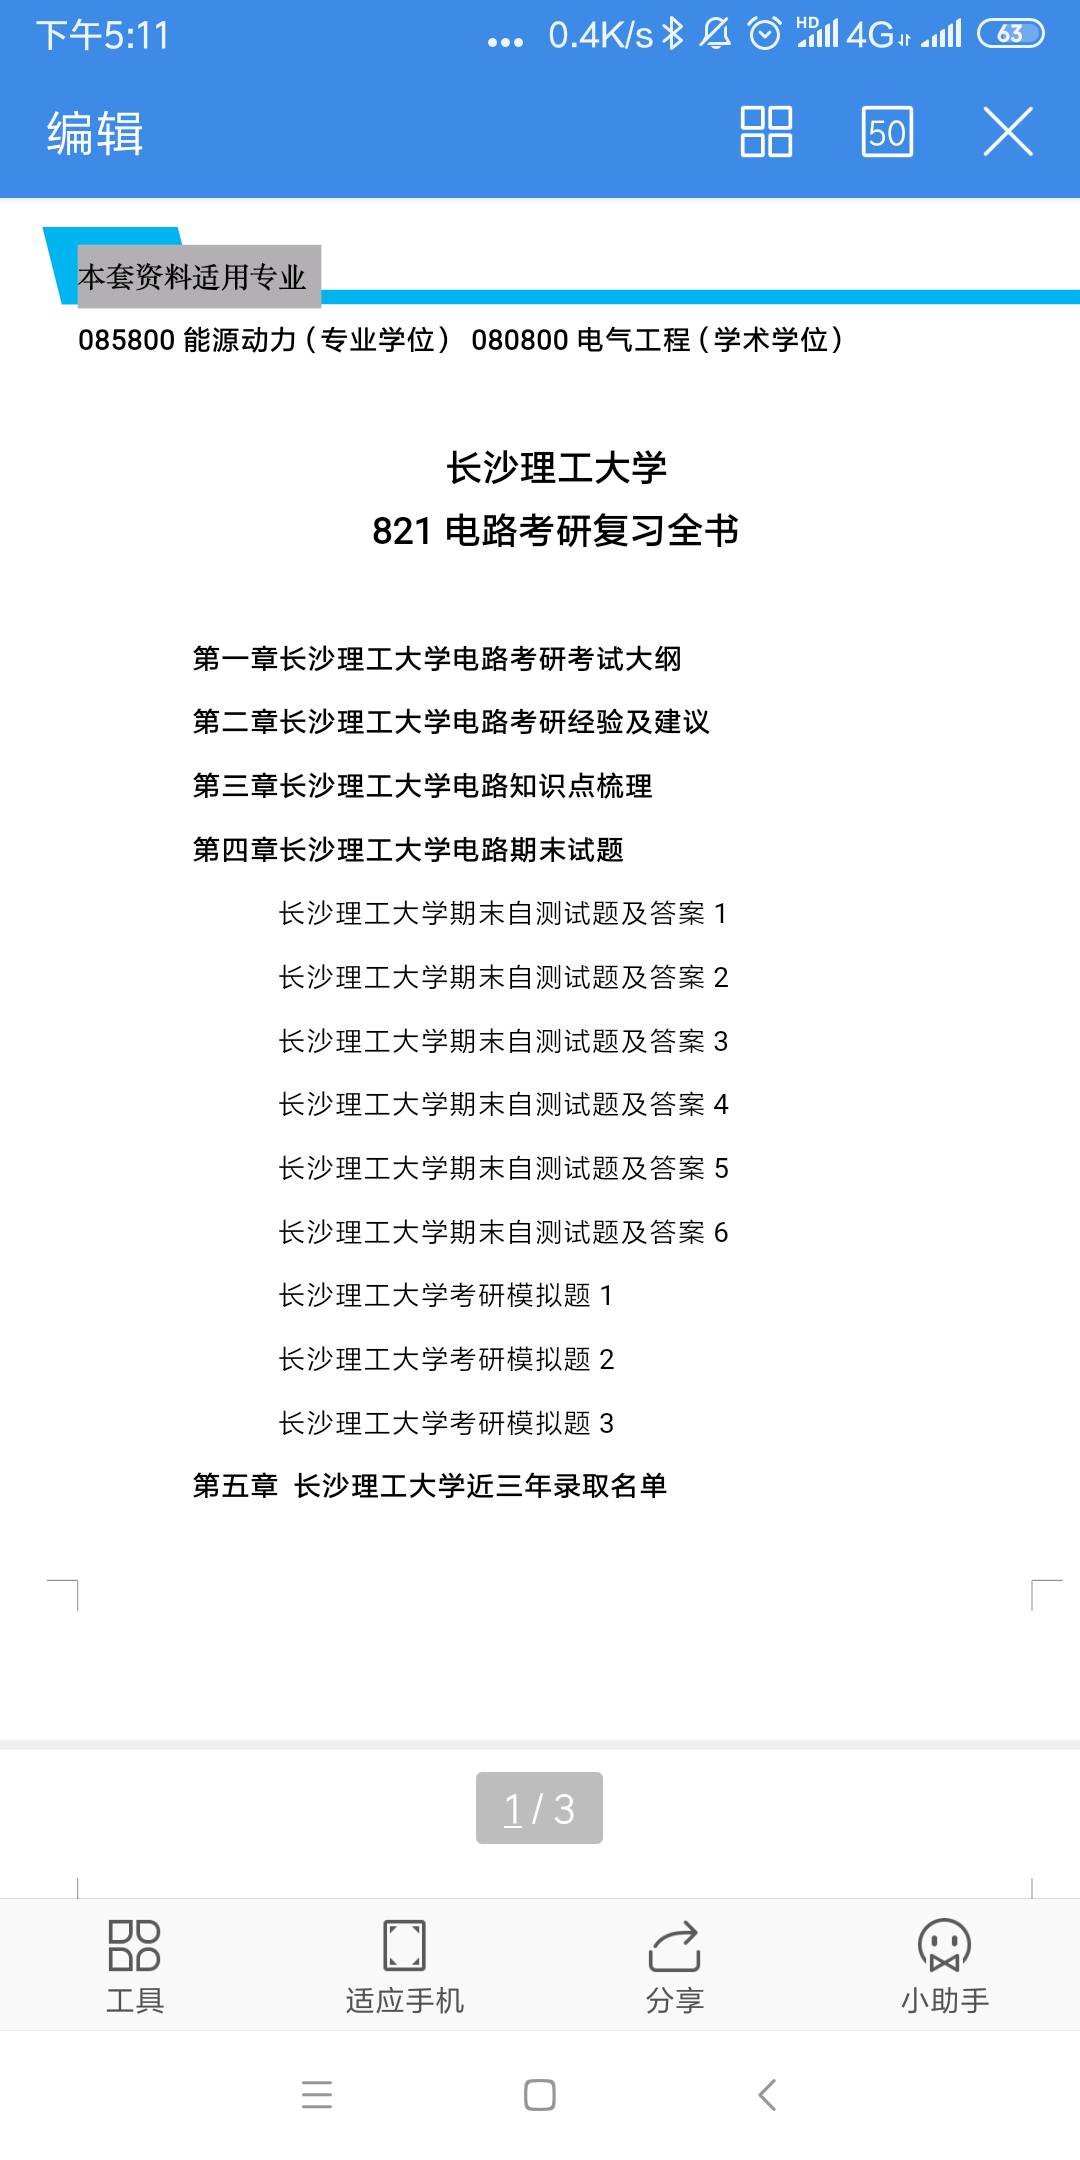 下午5:11 ... 0.4K/s HD 4G 63
编辑 50
本套资料适用专业
085800 能源动力（专业学位） 080800 电气工程（学术学位）
长沙理工大学
821 电路考研复习全书
第一章长沙理工大学电路考研考试大纲
第二章长沙理工大学电路考研经验及建议
第三章长沙理工大学电路知识点梳理
第四章长沙理工大学电路期末试题
长沙理工大学期末自测试题及答案 1
长沙理工大学期末自测试题及答案 2
长沙理工大学期末自测试题及答案 3
长沙理工大学期末自测试题及答案 4
长沙理工大学期末自测试题及答案 5
长沙理工大学期末自测试题及答案 6
长沙理工大学考研模拟题 1
长沙理工大学考研模拟题 2
长沙理工大学考研模拟题 3
第五章 长沙理工大学近三年录取名单
1 / 3
工具 适应手机 分享 小助手